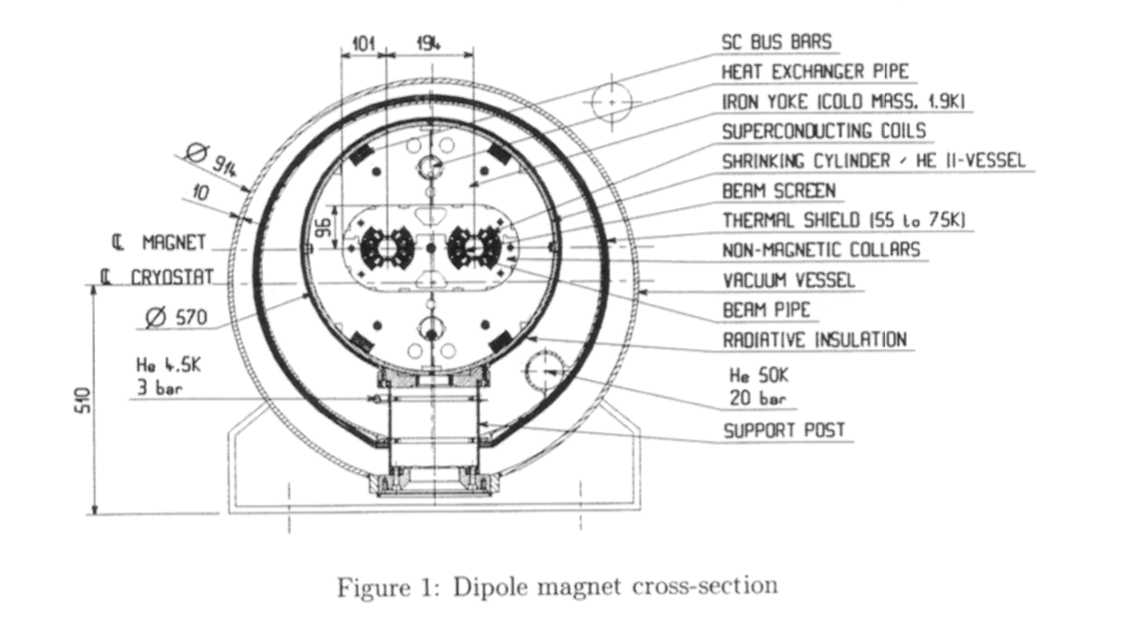 101
194
SC BUS BARS
HEAT EXCHANGER PIPE
IRON YOKE (COLD MASS, 1.9K)
SUPERCONDUCTING COILS
SHRINKING CYLINDER / HE II-VESSEL
BEAM SCREEN
THERMAL SHIELD (55 to 75K)
NON-MAGNETIC COLLARS
VACUUM VESSEL
BEAM PIPE
RADIATIVE INSULATION
He 50K
20 bar
SUPPORT POST
Ø 914
10
96
℄ MAGNET
℄ CRYOSTAT
Ø 570
He 4.5K
3 bar
510
Figure 1: Dipole magnet cross-section